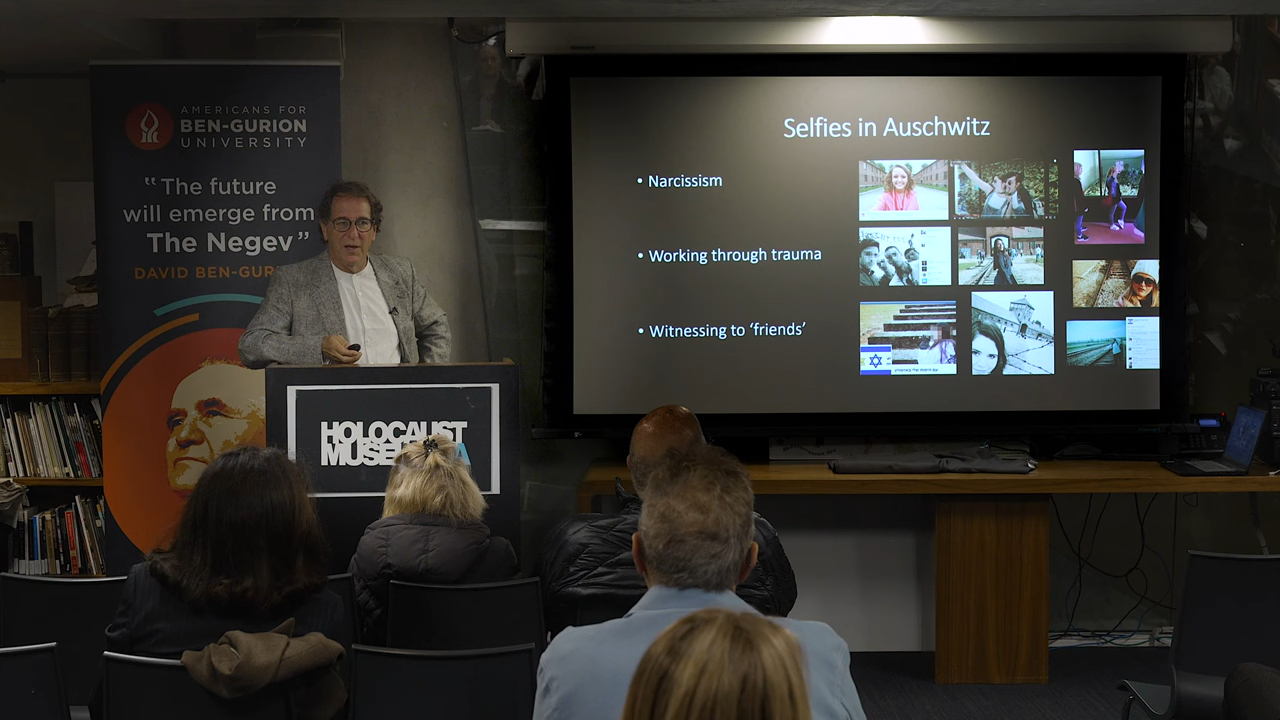 AMERICANS FOR
BEN-GURION
UNIVERSITY
“The future
will emerge from
The Negev”
DAVID BEN-GUR
HOLOCAUST
MUSE
A
Selfies in Auschwitz
• Narcissism
• Working through trauma
• Witnessing to ‘friends’